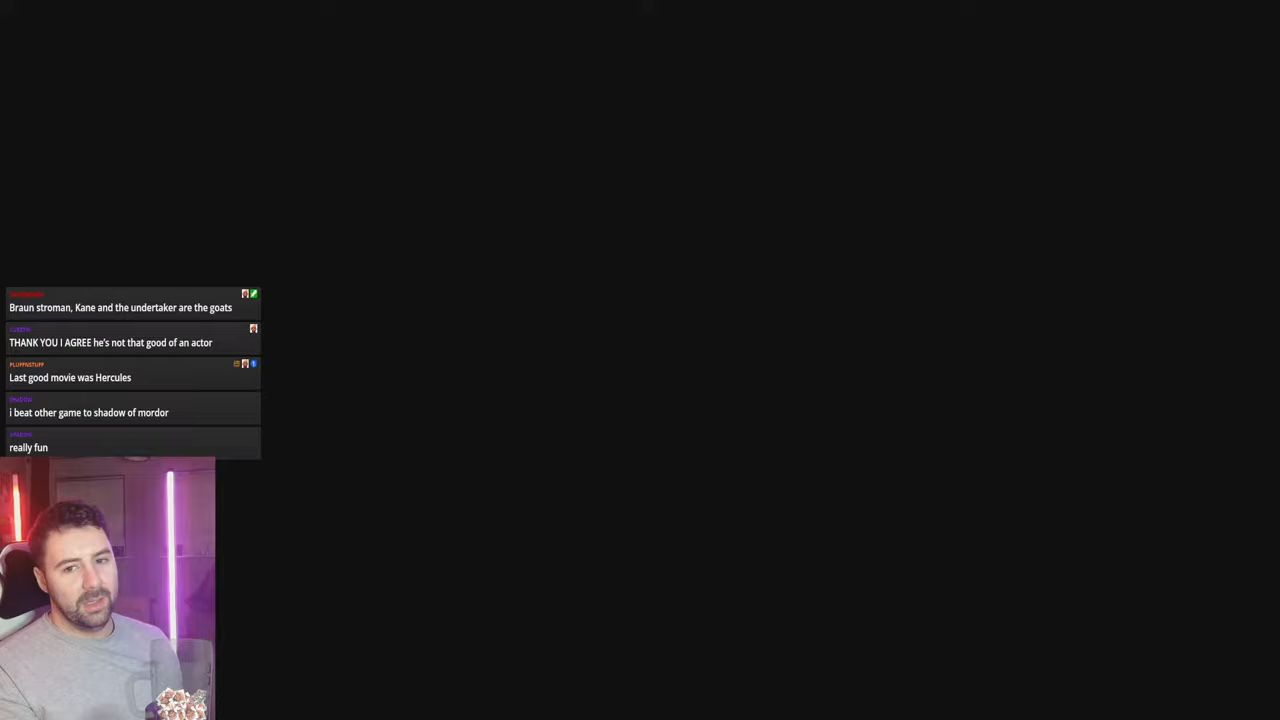 Braun stroman, Kane and the undertaker are the goats
THANK YOU I AGREE he's not that good of an actor
FLUFFNSTUFF
Last good movie was Hercules
i beat other game to shadow of mordor
really fun